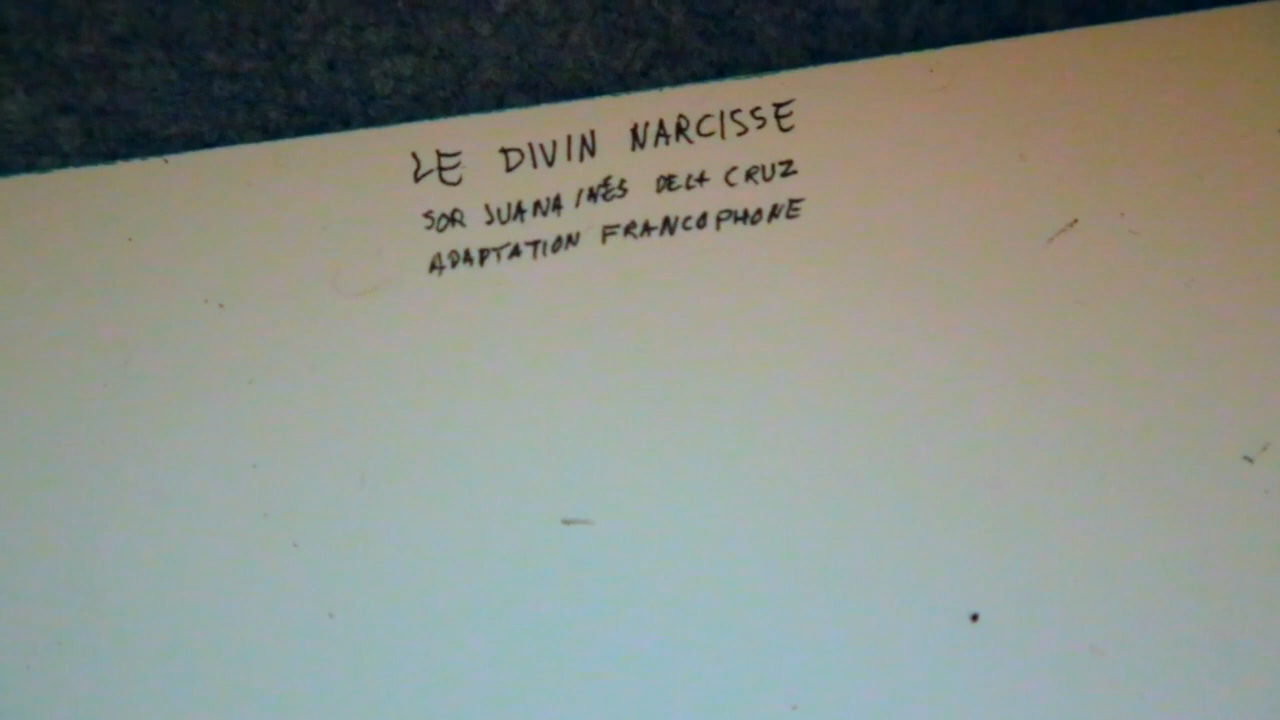 LE DIVIN NARCISSE
SOR JUANA INÉS DE LA CRUZ
ADAPTATION FRANCOPHONE